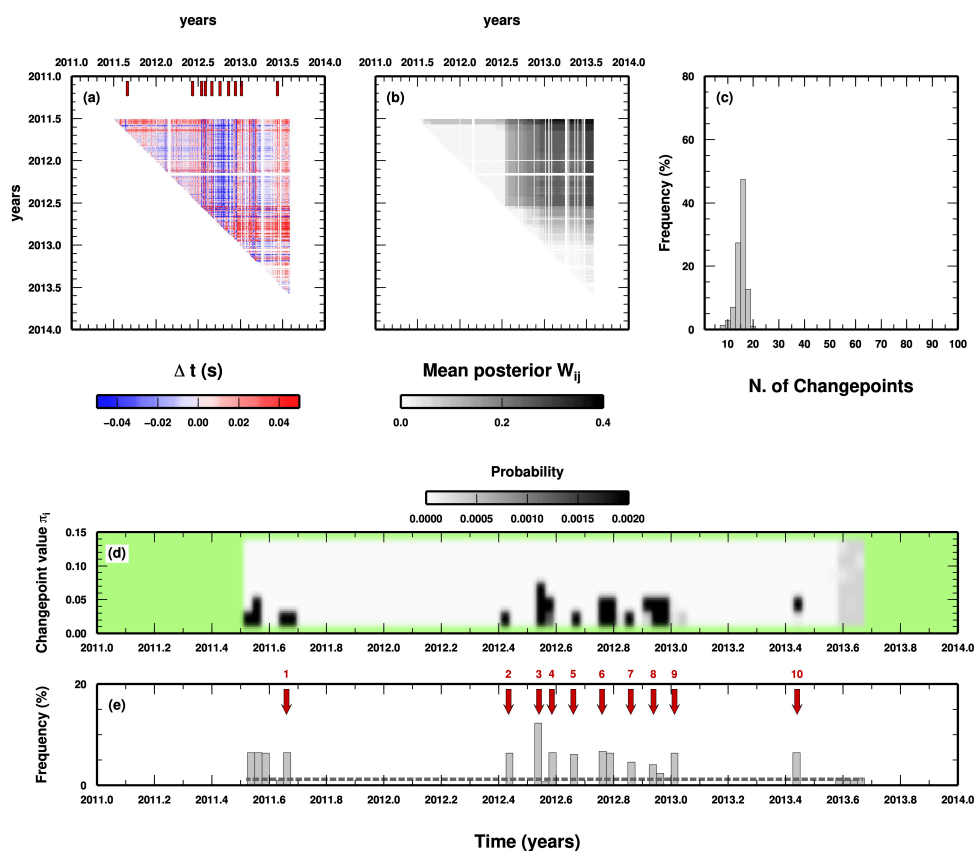 years
years
2011.0 2011.5 2012.0 2012.5 2013.0 2013.5 2014.0
2011.0 2011.5 2012.0 2012.5 2013.0 2013.5 2014.0
2011.0
2011.5
2012.0
2012.5
2013.0
2013.5
2014.0
years
(a)
(b)
(c)
80
60
40
20
0
Frequency (%)
10 20 30 40 50 60 70 80 90 100
N. of Changepoints
Δ t (s)
−0.04 −0.02 0.00 0.02 0.04
Mean posterior Wij
0.0 0.2 0.4
Probability
0.0000 0.0005 0.0010 0.0015 0.0020
Changepoint value πi
0.15
0.10
0.05
0.00
(d)
2011.0 2011.2 2011.4 2011.6 2011.8 2012.0 2012.2 2012.4 2012.6 2012.8 2013.0 2013.2 2013.4 2013.6 2013.8 2014.0
1 2 3 4 5 6 7 8 9 10
Frequency (%)
20
10
0
(e)
2011.0 2011.2 2011.4 2011.6 2011.8 2012.0 2012.2 2012.4 2012.6 2012.8 2013.0 2013.2 2013.4 2013.6 2013.8 2014.0
Time (years)